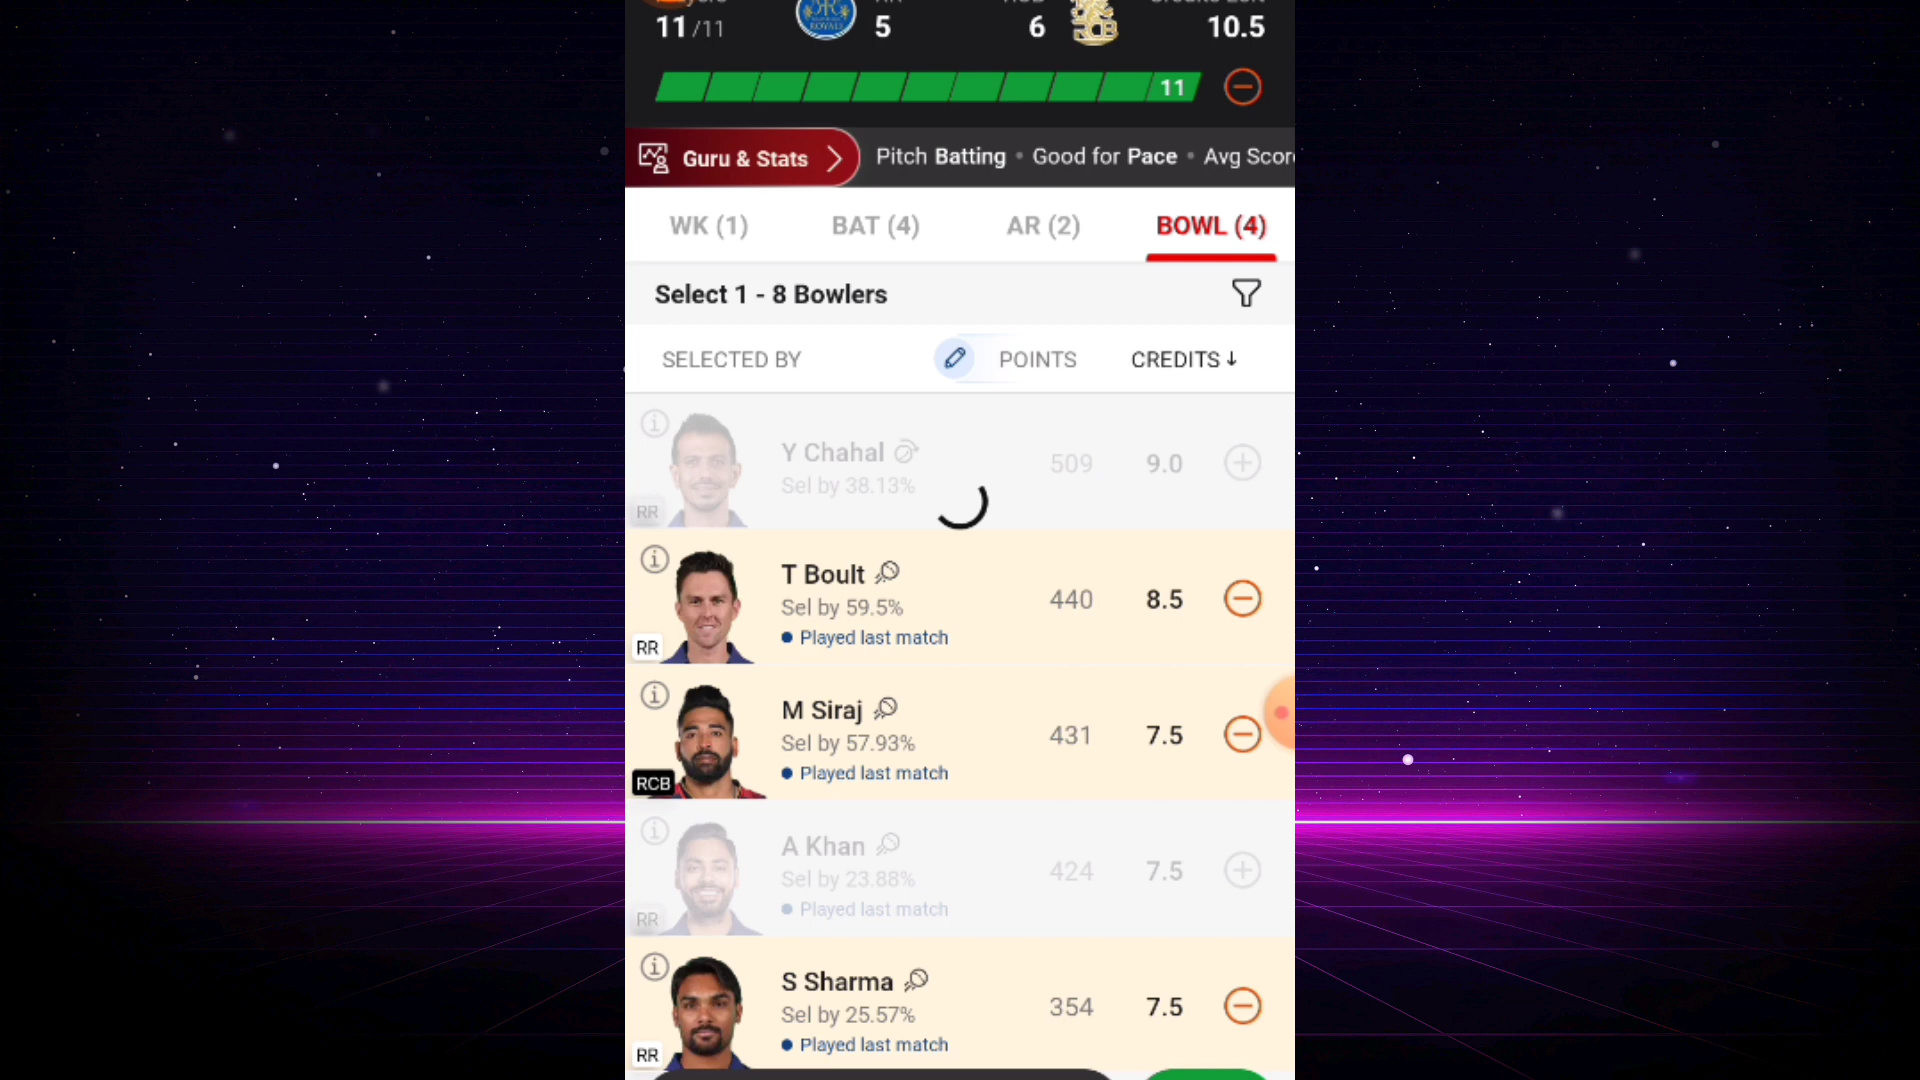 11/11
ROYALS
5
6
RCB
10.5
11
Guru & Stats
Pitch Batting • Good for Pace • Avg Score
WK (1)
BAT (4)
AR (2)
BOWL (4)
Select 1 - 8 Bowlers
SELECTED BY
POINTS
CREDITS ↓
Y Chahal
509
9.0
Sel by 38.13%
RR
T Boult
Sel by 59.5%
440
8.5
Played last match
RR
M Siraj
Sel by 57.93%
431
7.5
Played last match
RCB
A Khan
Sel by 23.88%
424
7.5
Played last match
RR
S Sharma
Sel by 25.57%
354
7.5
Played last match
RR